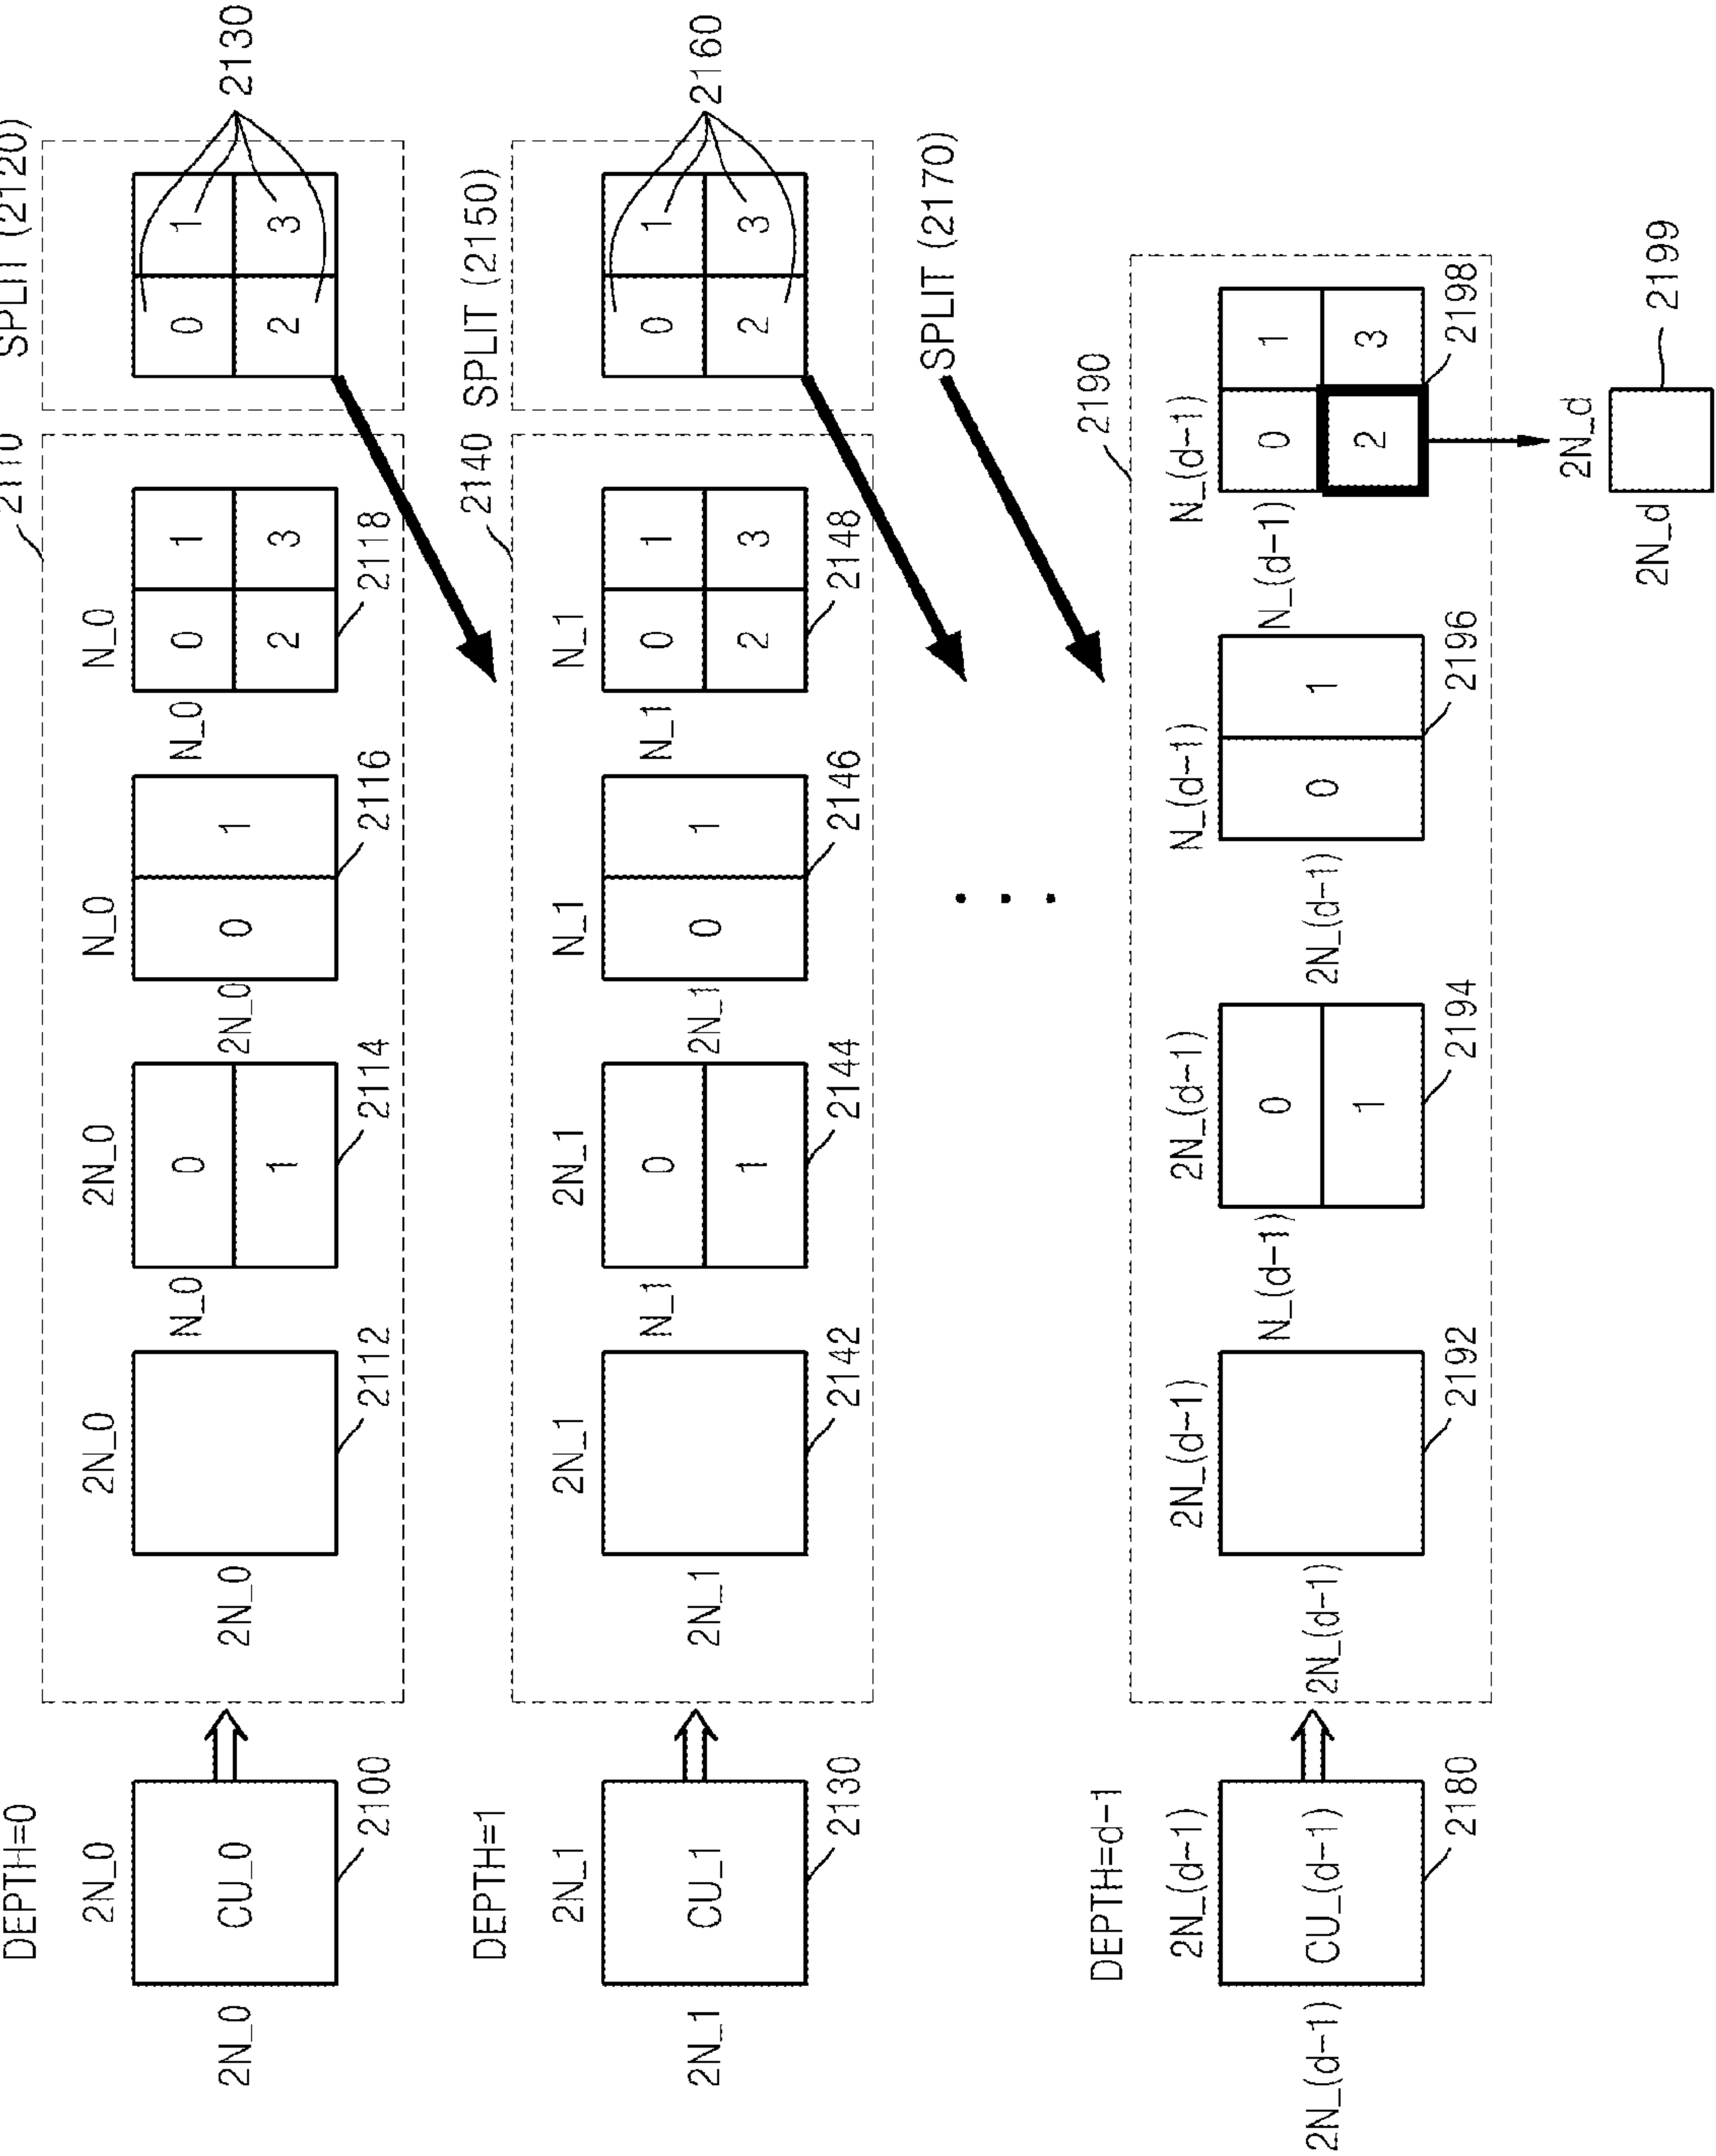 DEPTH=0
2110
SPLIT (2120)
2N_0
2N_0
2N_0
N_0
N_0
2N_0
CU_0
2N_0
N_0
0
1
2N_0
0
1
N_0
0
1
2
3
0
1
2
3
2130
2100
2112
2114
2116
2118
DEPTH=1
2140
SPLIT (2150)
2N_1
2N_1
2N_1
N_1
N_1
2N_1
CU_1
2N_1
N_1
0
1
2N_1
0
1
N_1
0
1
2
3
0
1
2
3
2160
2130
2142
2144
2146
2148
SPLIT (2170)
DEPTH=d-1
2190
2N_(d-1)
2N_(d-1)
2N_(d-1)
N_(d-1)
N_(d-1)
2N_(d-1)
CU_(d-1)
2N_(d-1)
N_(d-1)
0
1
2N_(d-1)
0
1
N_(d-1)
0
1
2
3
2180
2192
2194
2196
2198
2N_d
2N_d
2199